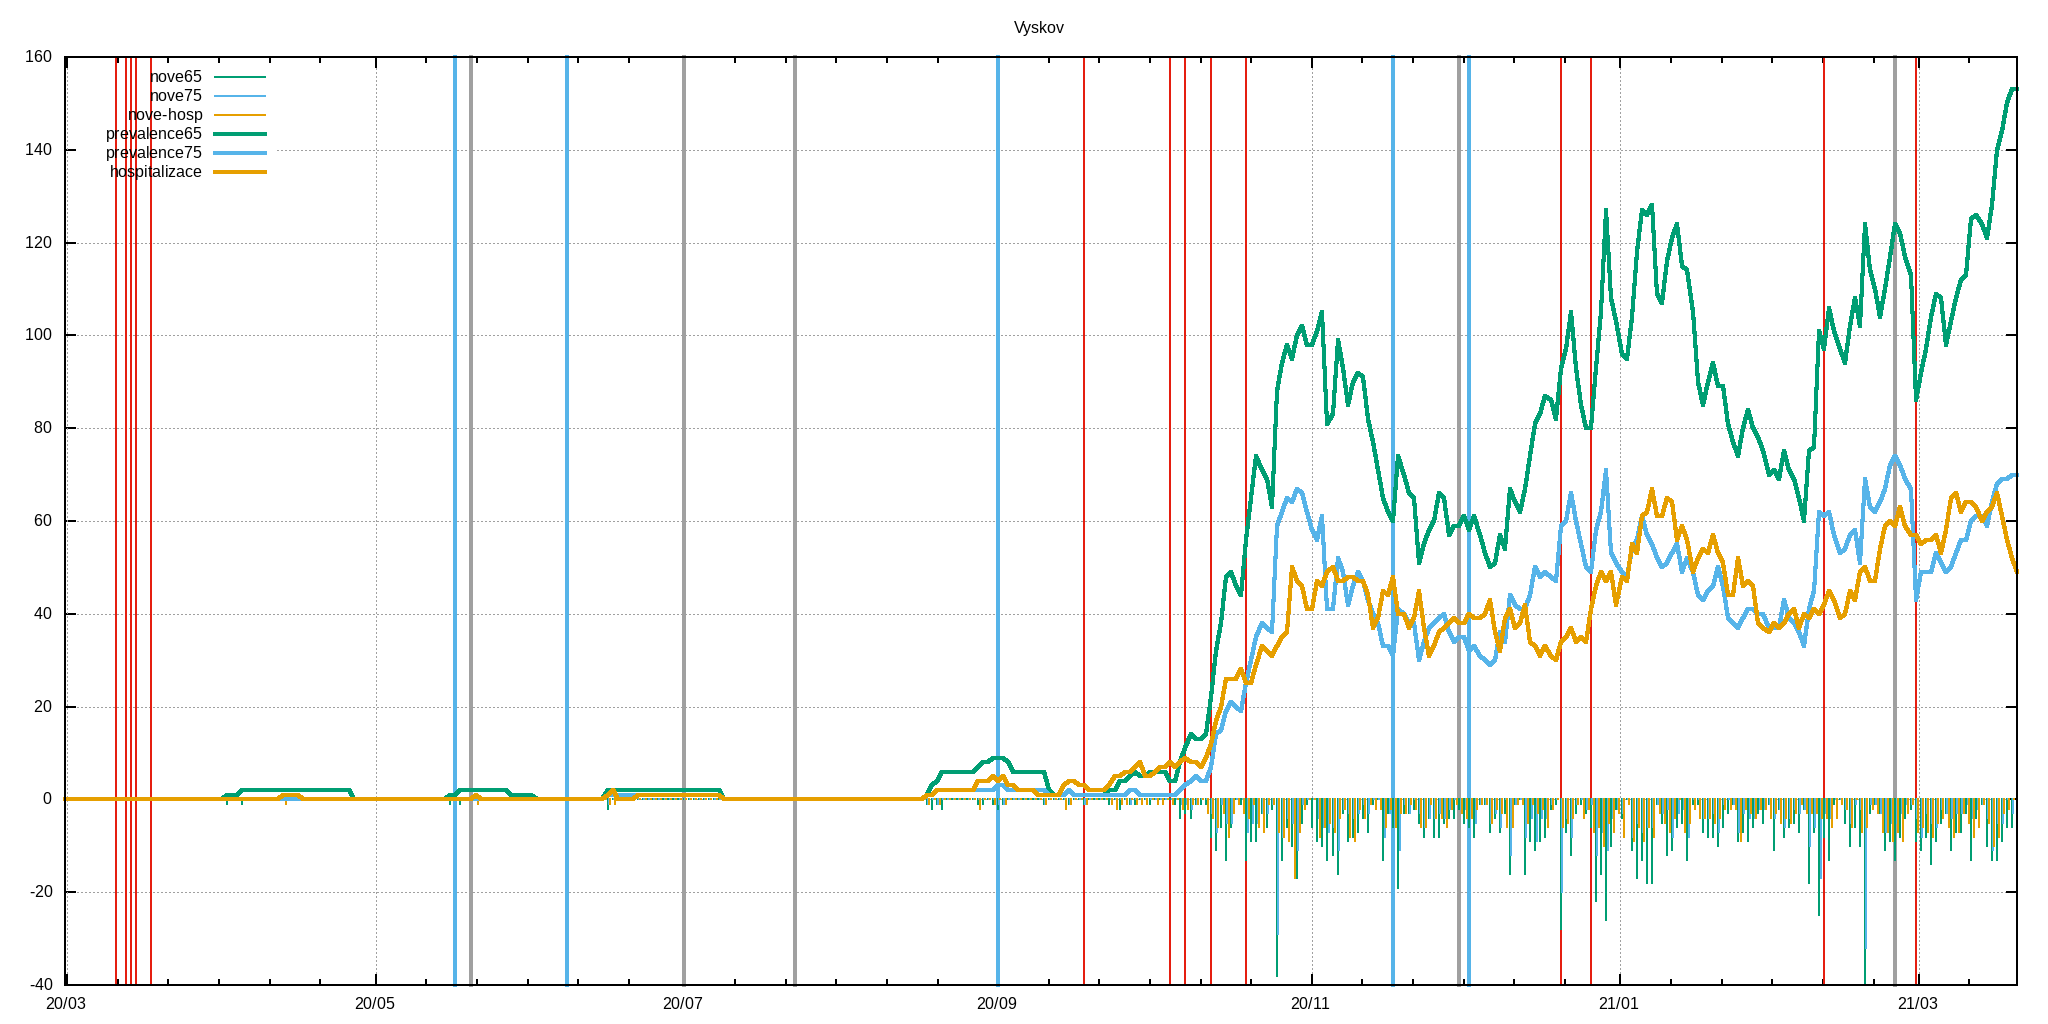 Vyskov
160
140
120
100
80
60
40
20
0
-20
-40
nove65
nove75
nove-hosp
prevalence65
prevalence75
hospitalizace
20/03 20/05 20/07 20/09 20/11 21/01 21/03